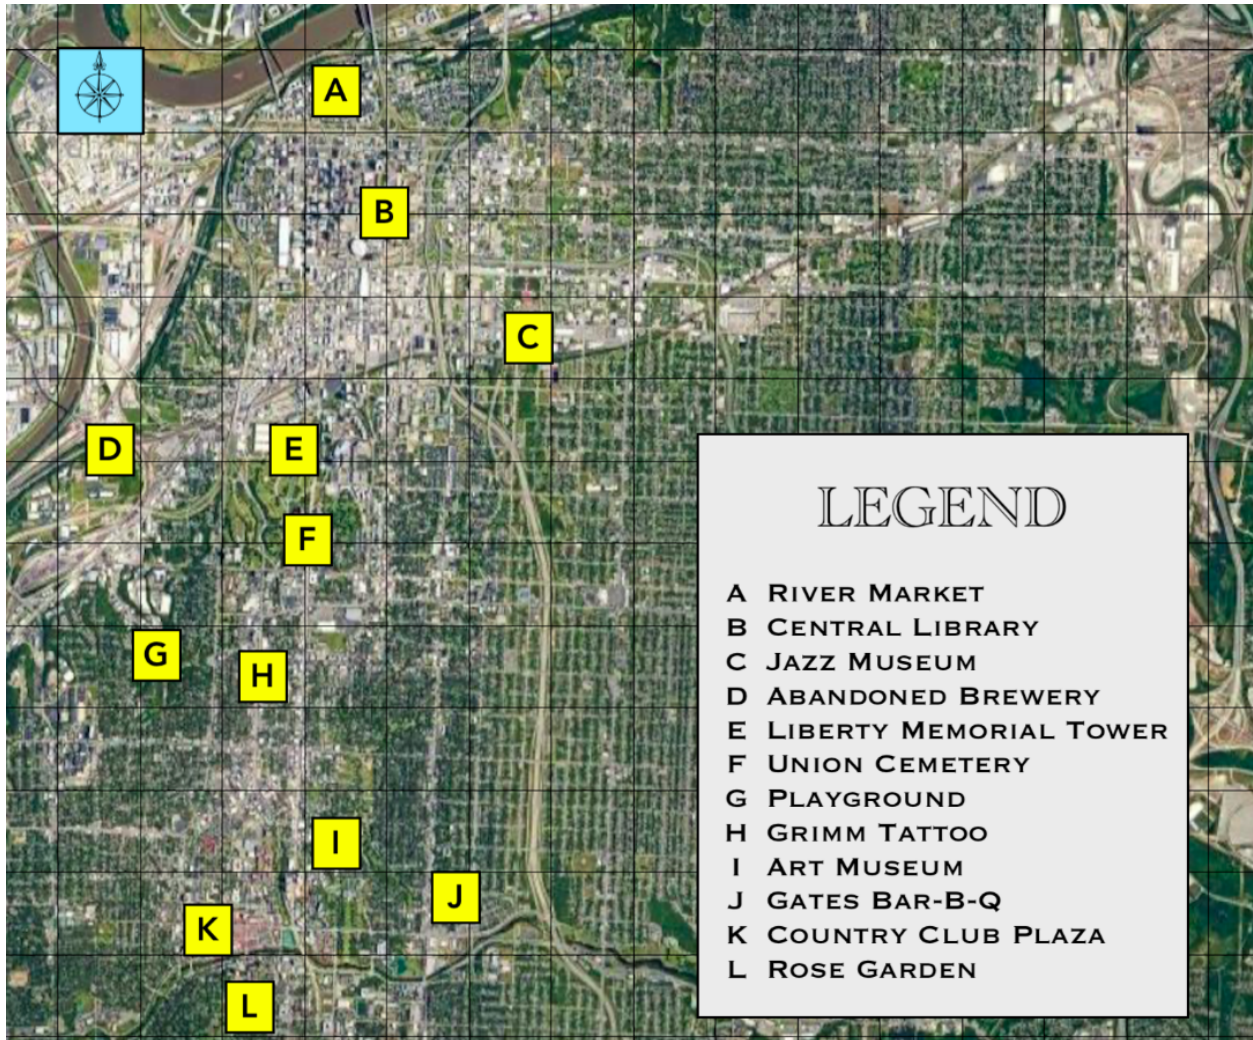 A
B
C
D
E
F
G
H
I
J
K
L
LEGEND
A RIVER MARKET
B CENTRAL LIBRARY
C JAZZ MUSEUM
D ABANDONED BREWERY
E LIBERTY MEMORIAL TOWER
F UNION CEMETERY
G PLAYGROUND
H GRIMM TATTOO
I ART MUSEUM
J GATES BAR-B-Q
K COUNTRY CLUB PLAZA
L ROSE GARDEN